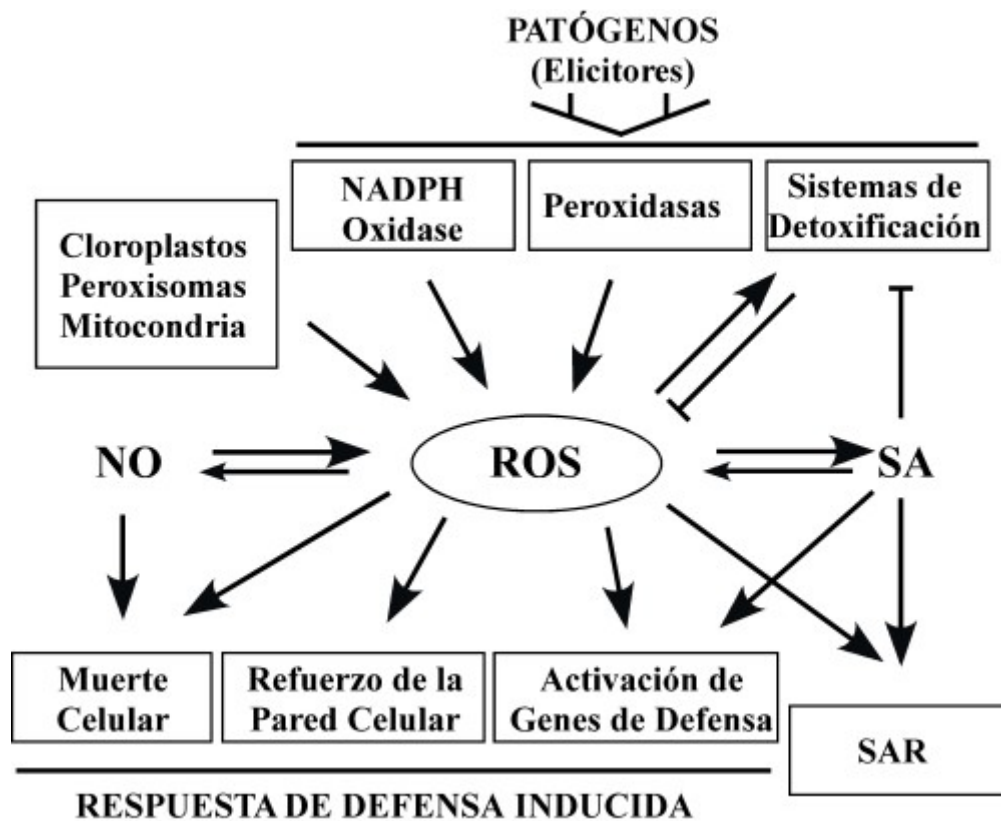 PATÓGENOS
(Elicitores)
NADPH
Oxidase
Peroxidasas
Sistemas de
Detoxificación
Cloroplastos
Peroxisomas
Mitocondria
NO
ROS
SA
Muerte
Celular
Refuerzo de la
Pared Celular
Activación de
Genes de Defensa
SAR
RESPUESTA DE DEFENSA INDUCIDA